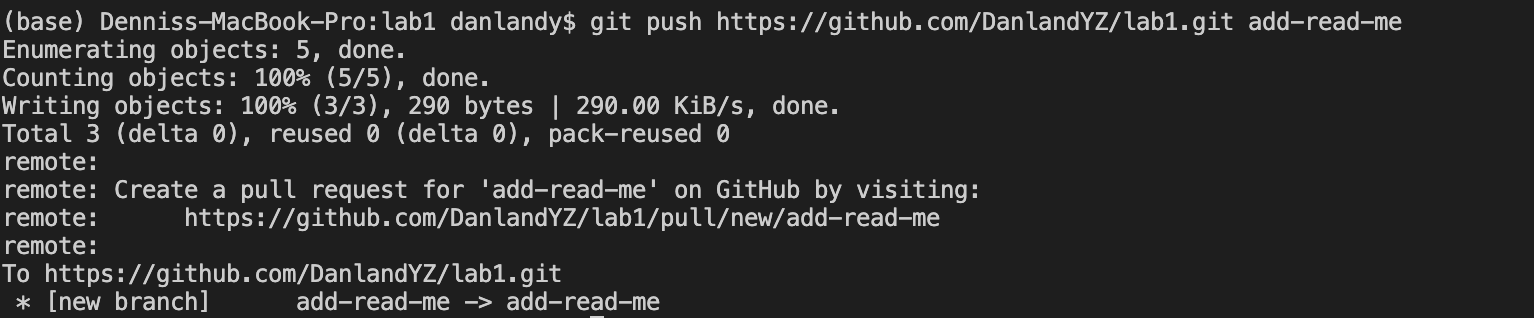 (base) Denniss-MacBook-Pro:lab1 danlandy$ git push https://github.com/DanlandYZ/lab1.git add-read-me
Enumerating objects: 5, done.
Counting objects: 100% (5/5), done.
Writing objects: 100% (3/3), 290 bytes | 290.00 KiB/s, done.
Total 3 (delta 0), reused 0 (delta 0), pack-reused 0
remote:
remote: Create a pull request for 'add-read-me' on GitHub by visiting:
remote:      https://github.com/DanlandYZ/lab1/pull/new/add-read-me
remote:
To https://github.com/DanlandYZ/lab1.git
 * [new branch]      add-read-me -> add-read-me